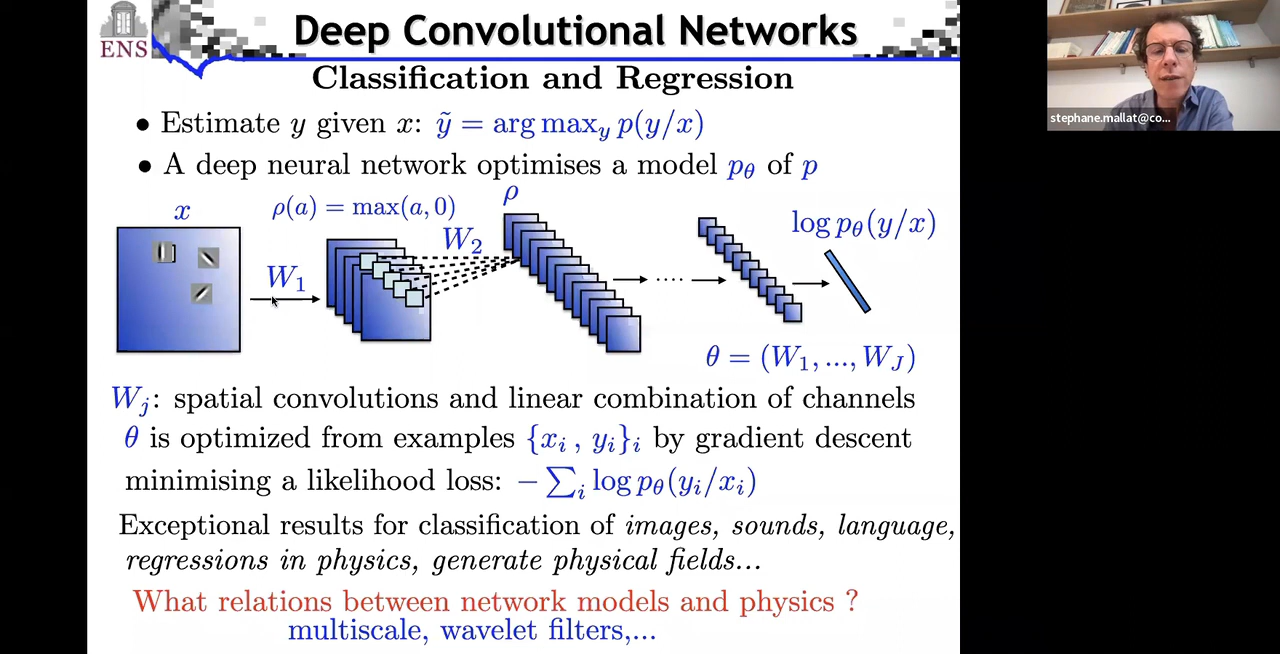 ENS
Deep Convolutional Networks
Classification and Regression
• Estimate y given x: ỹ = arg max_y p(y/x)
• A deep neural network optimises a model p_θ of p
x
ρ(a) = max(a, 0)
ρ
W_1
W_2
log p_θ(y/x)
....
θ = (W_1, ..., W_J)
W_j: spatial convolutions and linear combination of channels
θ is optimized from examples {x_i , y_i}_i by gradient descent
minimising a likelihood loss: − ∑_i log p_θ(y_i/x_i)
Exceptional results for classification of images, sounds, language,
regressions in physics, generate physical fields...
What relations between network models and physics ?
multiscale, wavelet filters,...
stephane.mallat@co...